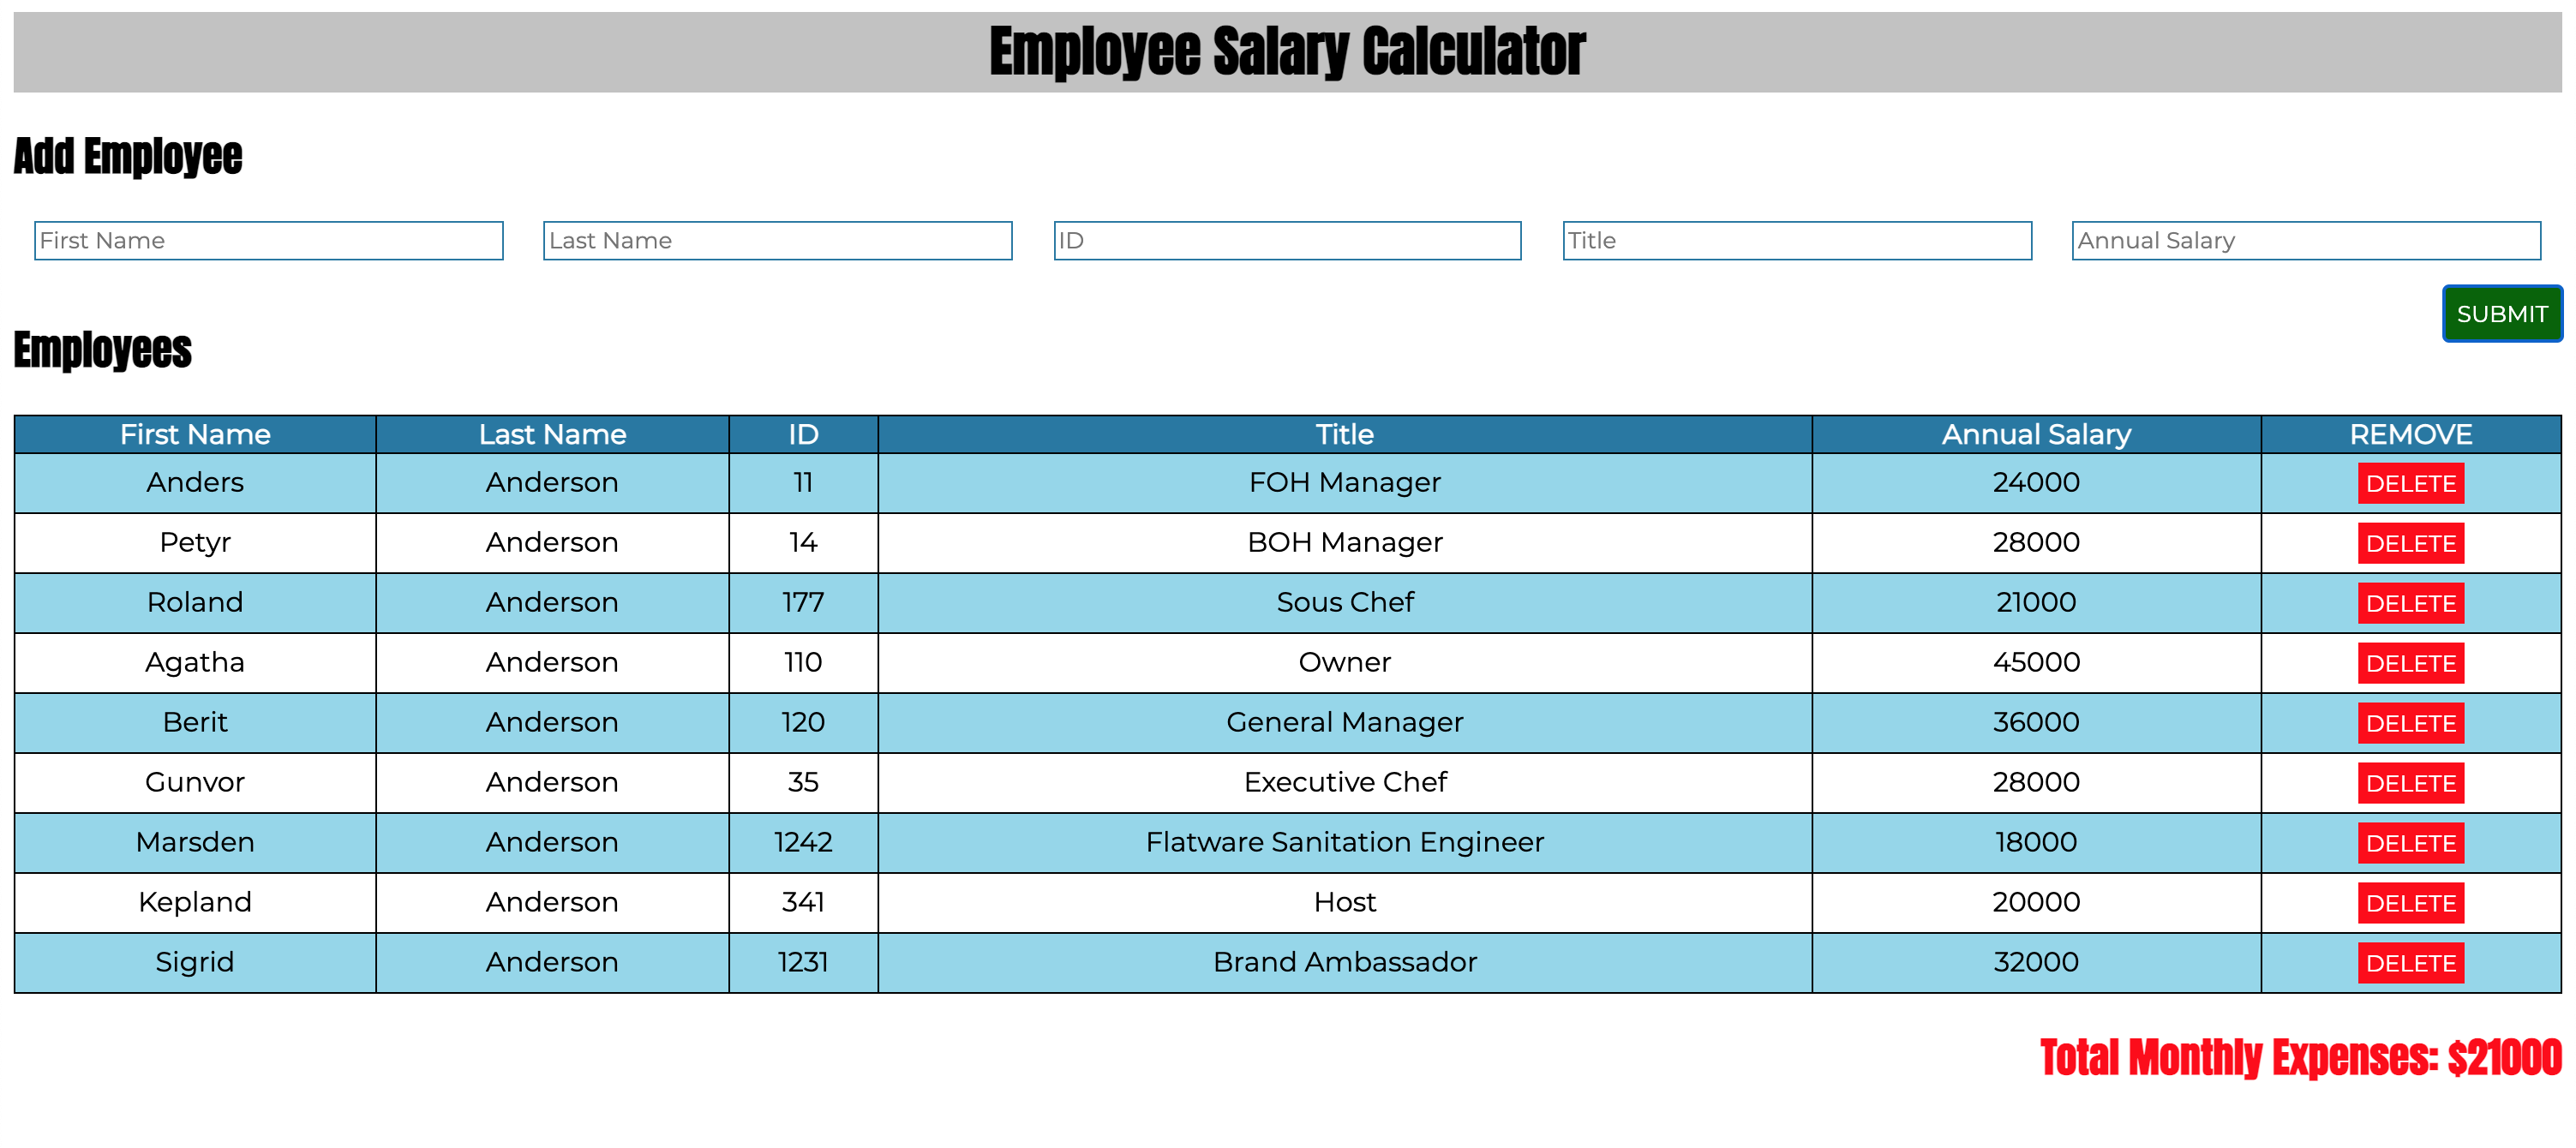 Employee Salary Calculator
Add Employee
First Name Last Name ID Title Annual Salary
SUBMIT
Employees
First Name Last Name ID Title Annual Salary REMOVE
Anders Anderson 11 FOH Manager 24000 DELETE
Petyr Anderson 14 BOH Manager 28000 DELETE
Roland Anderson 177 Sous Chef 21000 DELETE
Agatha Anderson 110 Owner 45000 DELETE
Berit Anderson 120 General Manager 36000 DELETE
Gunvor Anderson 35 Executive Chef 28000 DELETE
Marsden Anderson 1242 Flatware Sanitation Engineer 18000 DELETE
Kepland Anderson 341 Host 20000 DELETE
Sigrid Anderson 1231 Brand Ambassador 32000 DELETE
Total Monthly Expenses: $21000